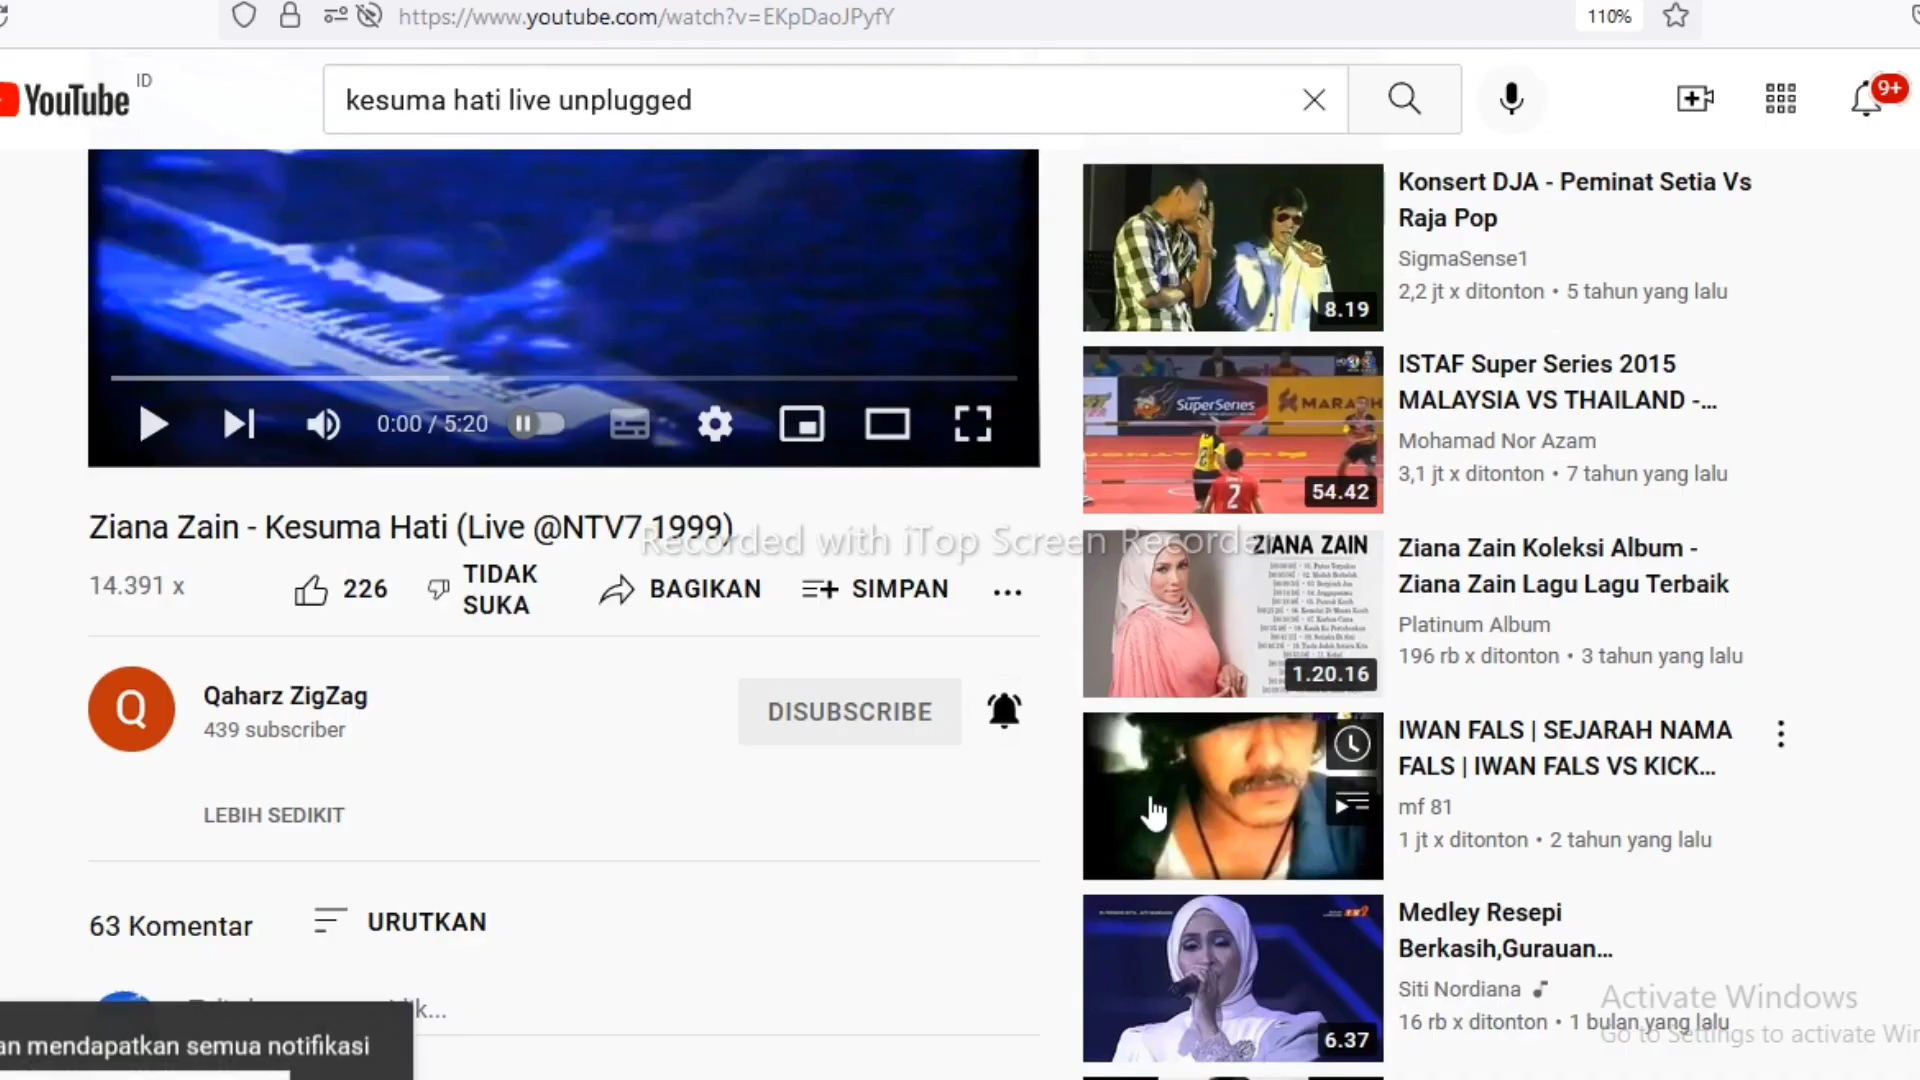 https://www.youtube.com/watch?v=EKpDaoJPyfY
110%
YouTube ID
kesuma hati live unplugged
9+
0:00 / 5:20
Ziana Zain - Kesuma Hati (Live @NTV7 1999)
Recorded with iTop Screen Recorder
14.391 x
226
TIDAK
SUKA
BAGIKAN
SIMPAN
Q
Qaharz ZigZag
439 subscriber
DISUBSCRIBE
LEBIH SEDIKIT
63 Komentar
URUTKAN
k...
an mendapatkan semua notifikasi
Konsert DJA - Peminat Setia Vs
Raja Pop
SigmaSense1
2,2 jt x ditonton • 5 tahun yang lalu
8.19
ISTAF Super Series 2015
MALAYSIA VS THAILAND -...
Mohamad Nor Azam
3,1 jt x ditonton • 7 tahun yang lalu
SuperSeries
MARATH
2
54.42
ZIANA ZAIN
Ziana Zain Koleksi Album -
Ziana Zain Lagu Lagu Terbaik
Platinum Album
196 rb x ditonton • 3 tahun yang lalu
1.20.16
IWAN FALS | SEJARAH NAMA
FALS | IWAN FALS VS KICK...
mf 81
1 jt x ditonton • 2 tahun yang lalu
Medley Resepi
Berkasih,Gurauan...
Siti Nordiana
16 rb x ditonton • 1 bulan yang lalu
6.37
Activate Windows
Go to Settings to activate Wi